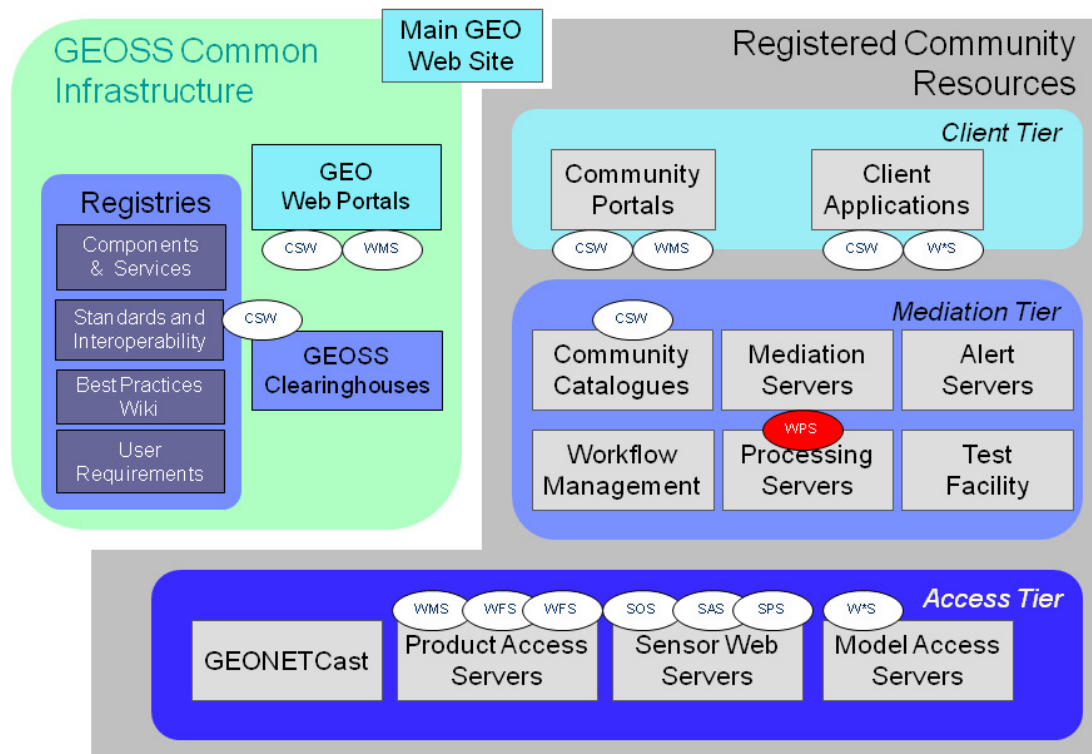 Main GEO
Web Site
GEOSS Common
Infrastructure
Registries
Components
& Services
Standards and
Interoperability
Best Practices
Wiki
User
Requirements
GEO
Web Portals
CSW
WMS
CSW
GEOSS
Clearinghouses
Registered Community
Resources
Client Tier
Community
Portals
CSW
WMS
Client
Applications
CSW
W*S
Mediation Tier
CSW
Community
Catalogues
Mediation
Servers
Alert
Servers
Workflow
Management
WPS
Processing
Servers
Test
Facility
Access Tier
GEONETCast
WMS
WFS
WFS
Product Access
Servers
SOS
SAS
SPS
Sensor Web
Servers
W*S
Model Access
Servers